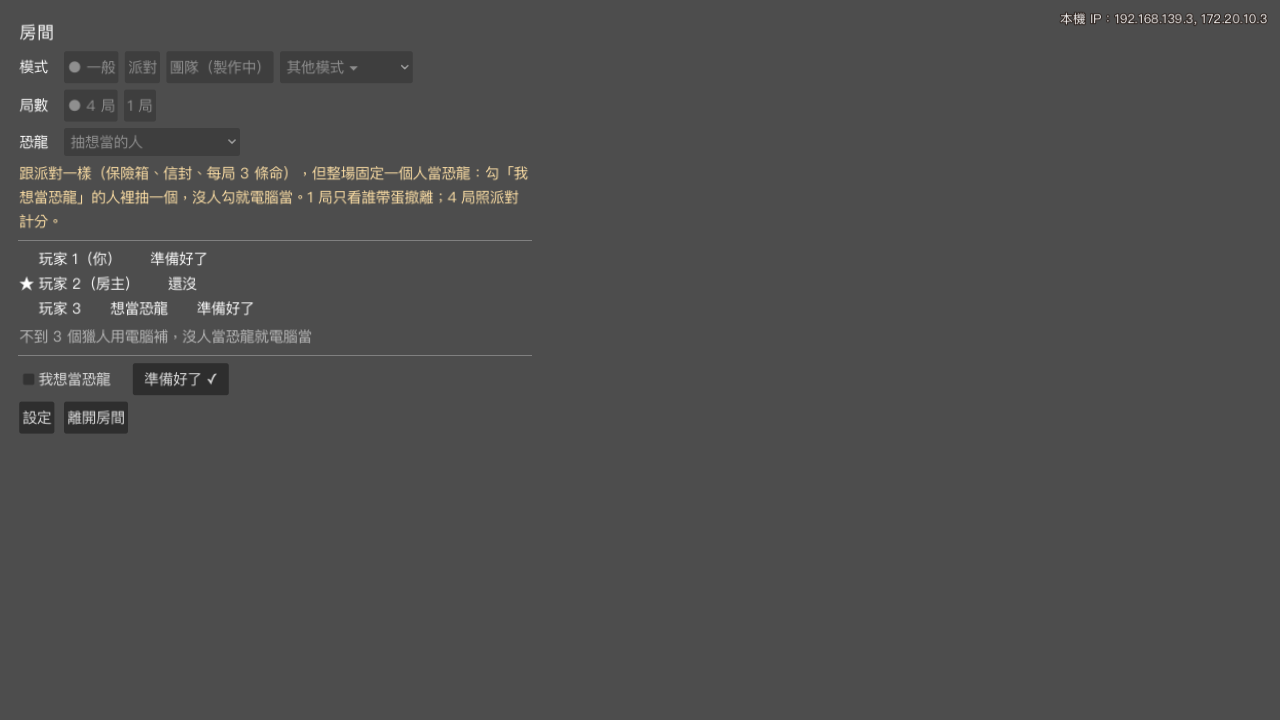 本機 IP：192.168.139.3, 172.20.10.3
房間
模式 ● 一般 派對 團隊（製作中） 其他模式
局數 ● 4 局 1 局
恐龍 抽想當的人
跟派對一樣（保險箱、信封、每局 3 條命），但整場固定一個人當恐龍：勾「我
想當恐龍」的人裡抽一個，沒人勾就電腦當。1 局只看誰帶蛋撤離；4 局照派對
計分。
玩家 1（你） 準備好了
★ 玩家 2（房主） 還沒
玩家 3 想當恐龍 準備好了
不到 3 個獵人用電腦補，沒人當恐龍就電腦當
我想當恐龍 準備好了 ✓
設定 離開房間